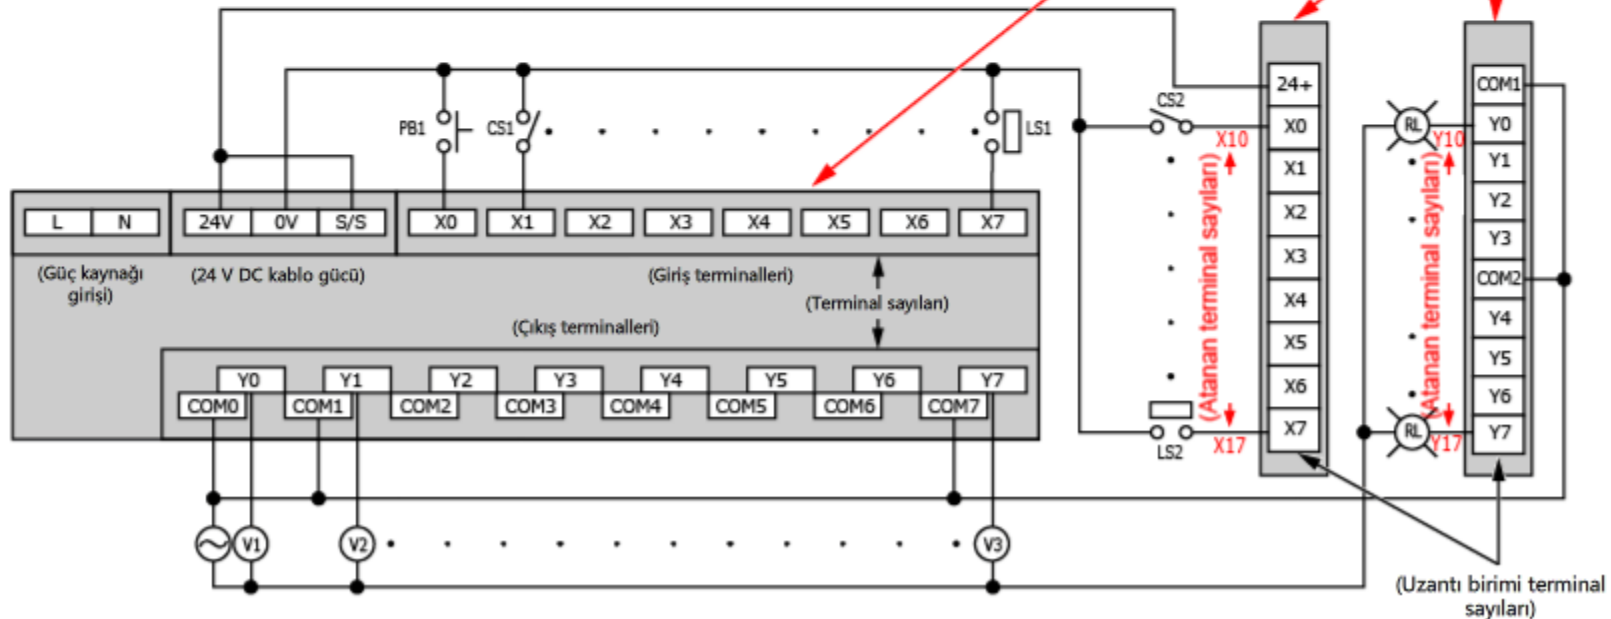 24+
COM1
CS2
PB1
CS1
LS1
X0
X10
RL
Y10
Y0
X1
Y1
X2
Y2
X3
Y3
X4
COM2
X5
Y4
X6
Y5
X7
Y6
Y7
(Atanan terminal sayıları)
(Atanan terminal sayıları)
LS2
X17
RL
Y17
L N 24V 0V S/S X0 X1 X2 X3 X4 X5 X6 X7
(Güç kaynağı
girişi)
(24 V DC kablo gücü)
(Giriş terminalleri)
(Terminal sayıları)
(Çıkış terminalleri)
Y0 Y1 Y2 Y3 Y4 Y5 Y6 Y7
COM0 COM1 COM2 COM3 COM4 COM5 COM6 COM7
V1 V2 V3
(Uzantı birimi terminal
sayıları)